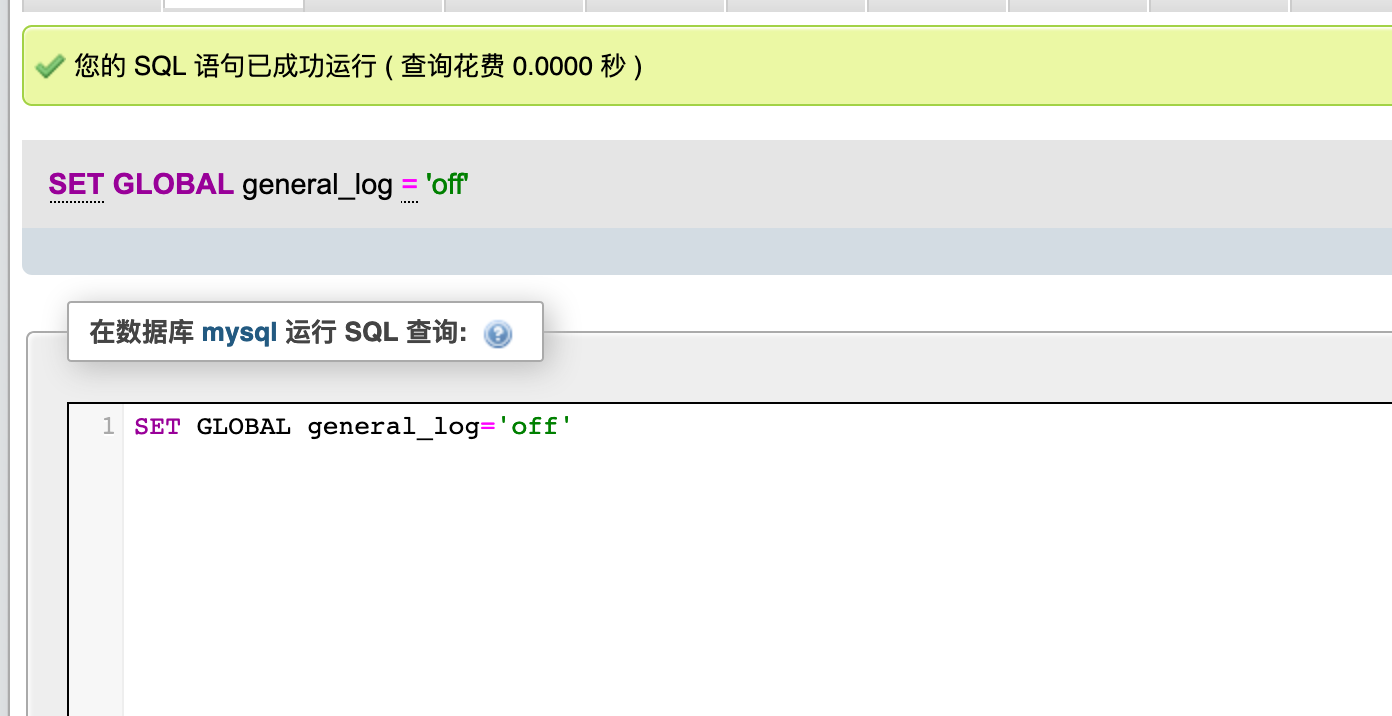 您的 SQL 语句已成功运行 ( 查询花费 0.0000 秒 )
SET GLOBAL general_log = 'off'
在数据库 mysql 运行 SQL 查询:
1 SET GLOBAL general_log='off'